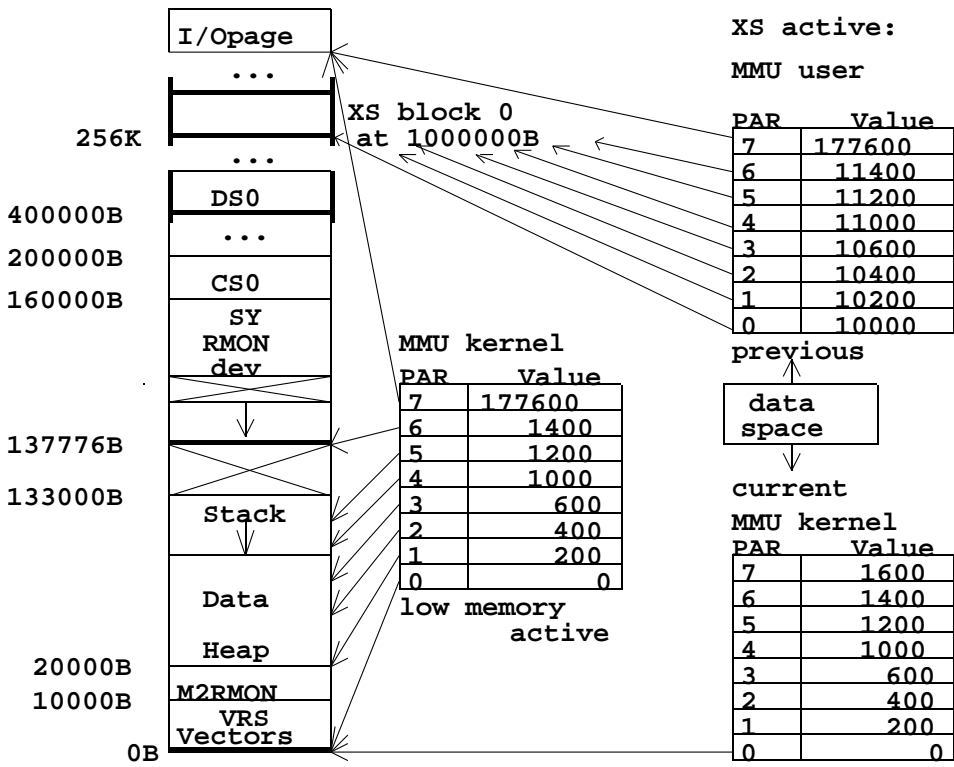 I/Opage
...
256K
XS block 0
at 1000000B
...
DS0
400000B
...
200000B
CS0
160000B
SY
RMON
dev
137776B
133000B
Stack
Data
Heap
20000B
M2RMON
10000B
VRS
Vectors
0B
MMU kernel
PAR Value
7 177600
6 1400
5 1200
4 1000
3 600
2 400
1 200
0 0
low memory
active
XS active:
MMU user
PAR Value
7 177600
6 11400
5 11200
4 11000
3 10600
2 10400
1 10200
0 10000
previous
data
space
current
MMU kernel
PAR Value
7 1600
6 1400
5 1200
4 1000
3 600
2 400
1 200
0 0